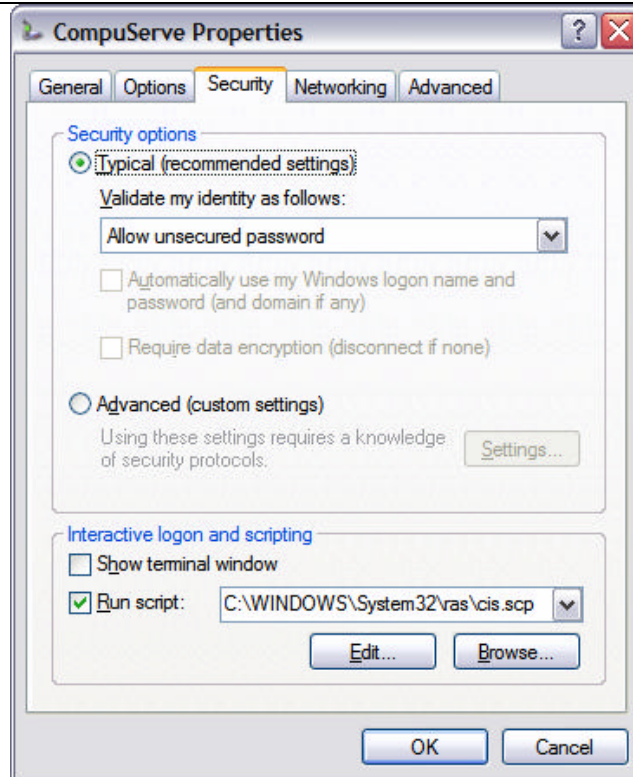 CompuServe Properties
General Options Security Networking Advanced
Security options
Typical (recommended settings)
Validate my identity as follows:
Allow unsecured password
Automatically use my Windows logon name and
password (and domain if any)
Require data encryption (disconnect if none)
Advanced (custom settings)
Using these settings requires a knowledge
of security protocols.
Settings...
Interactive logon and scripting
Show terminal window
Run script: C:\WINDOWS\System32\ras\cis.scp
Edit... Browse...
OK Cancel